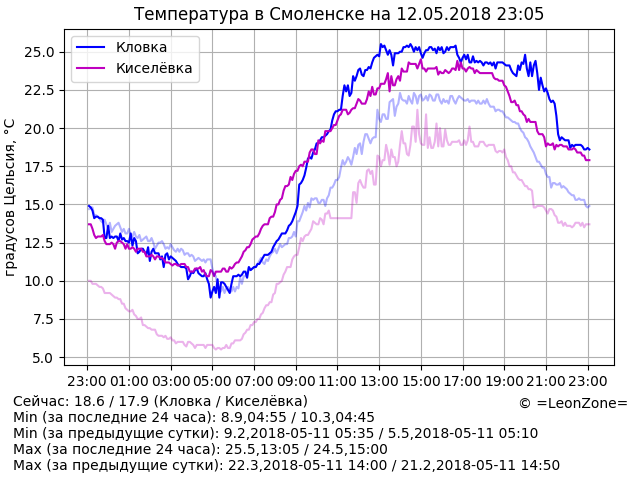 Температура в Смоленске на 12.05.2018 23:05
Кловка
Киселёвка
градусов Цельсия, °C
25.0
22.5
20.0
17.5
15.0
12.5
10.0
7.5
5.0
23:00 01:00 03:00 05:00 07:00 09:00 11:00 13:00 15:00 17:00 19:00 21:00 23:00
Сейчас: 18.6 / 17.9 (Кловка / Киселёвка)
© =LeonZone=
Min (за последние 24 часа): 8.9,04:55 / 10.3,04:45
Min (за предыдущие сутки): 9.2,2018-05-11 05:35 / 5.5,2018-05-11 05:10
Max (за последние 24 часа): 25.5,13:05 / 24.5,15:00
Max (за предыдущие сутки): 22.3,2018-05-11 14:00 / 21.2,2018-05-11 14:50